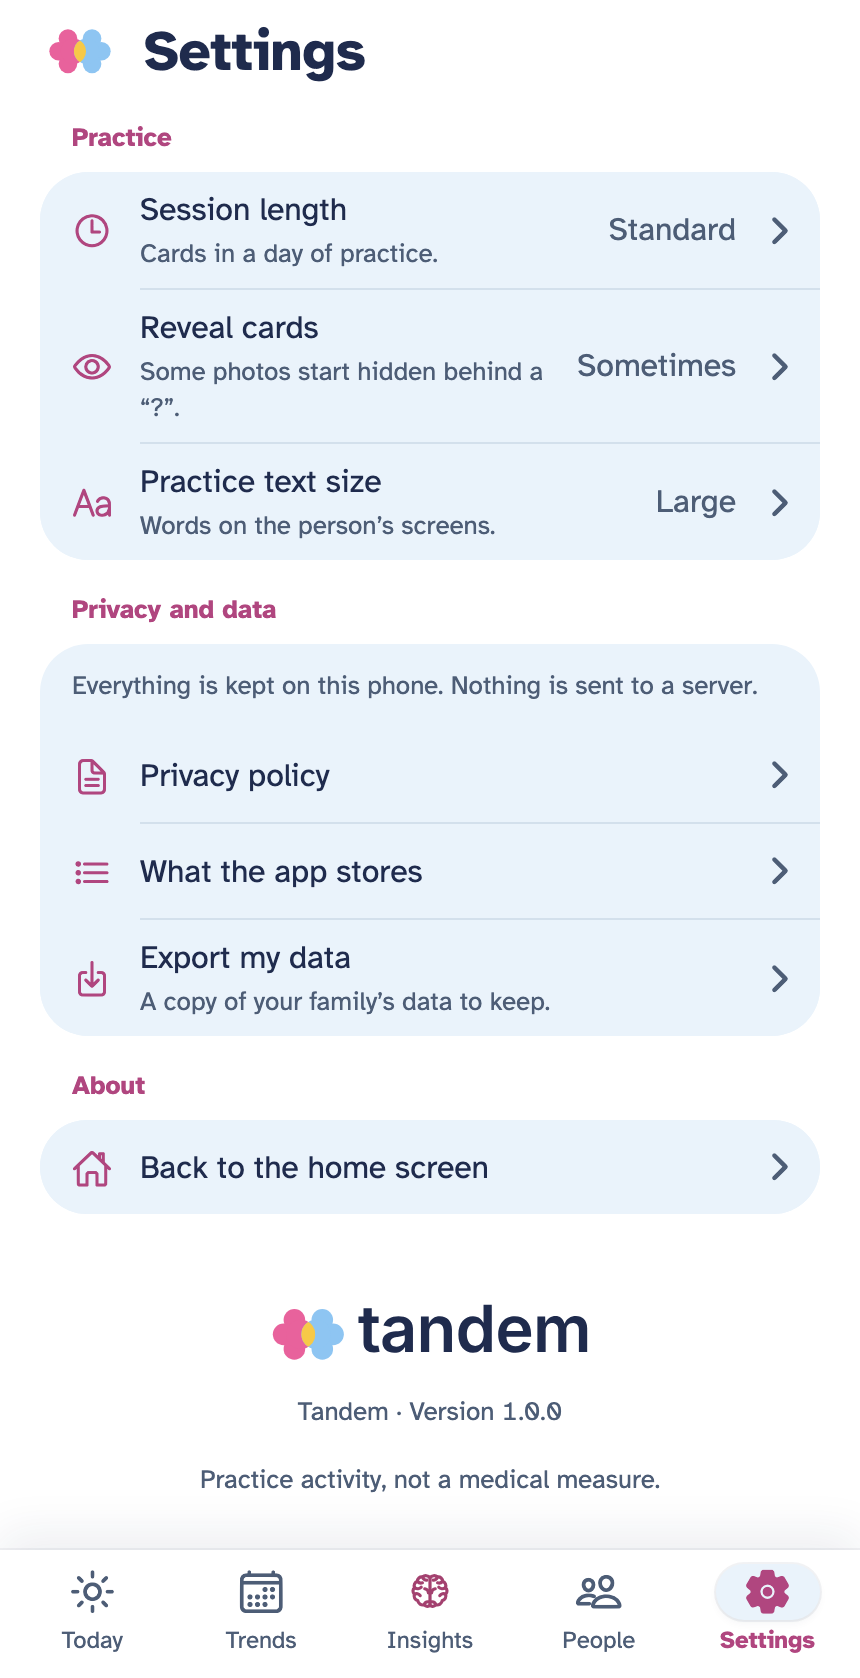 Settings
Practice
Session length
Cards in a day of practice.
Standard
Reveal cards
Some photos start hidden behind a
“?”.
Sometimes
Aa
Practice text size
Words on the person’s screens.
Large
Privacy and data
Everything is kept on this phone. Nothing is sent to a server.
Privacy policy
What the app stores
Export my data
A copy of your family’s data to keep.
About
Back to the home screen
tandem
Tandem · Version 1.0.0
Practice activity, not a medical measure.
Today
Trends
Insights
People
Settings